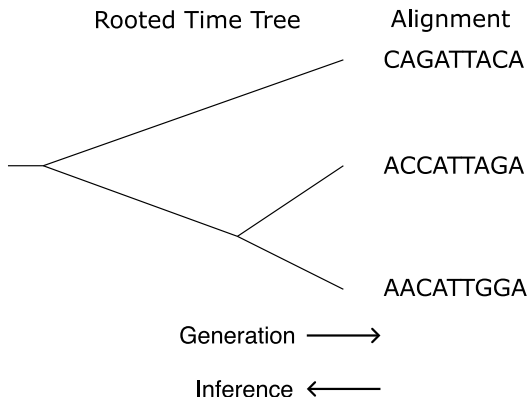 Rooted Time Tree
Alignment
CAGATTACA
ACCATTAGA
AACATTGGA
Generation
Inference